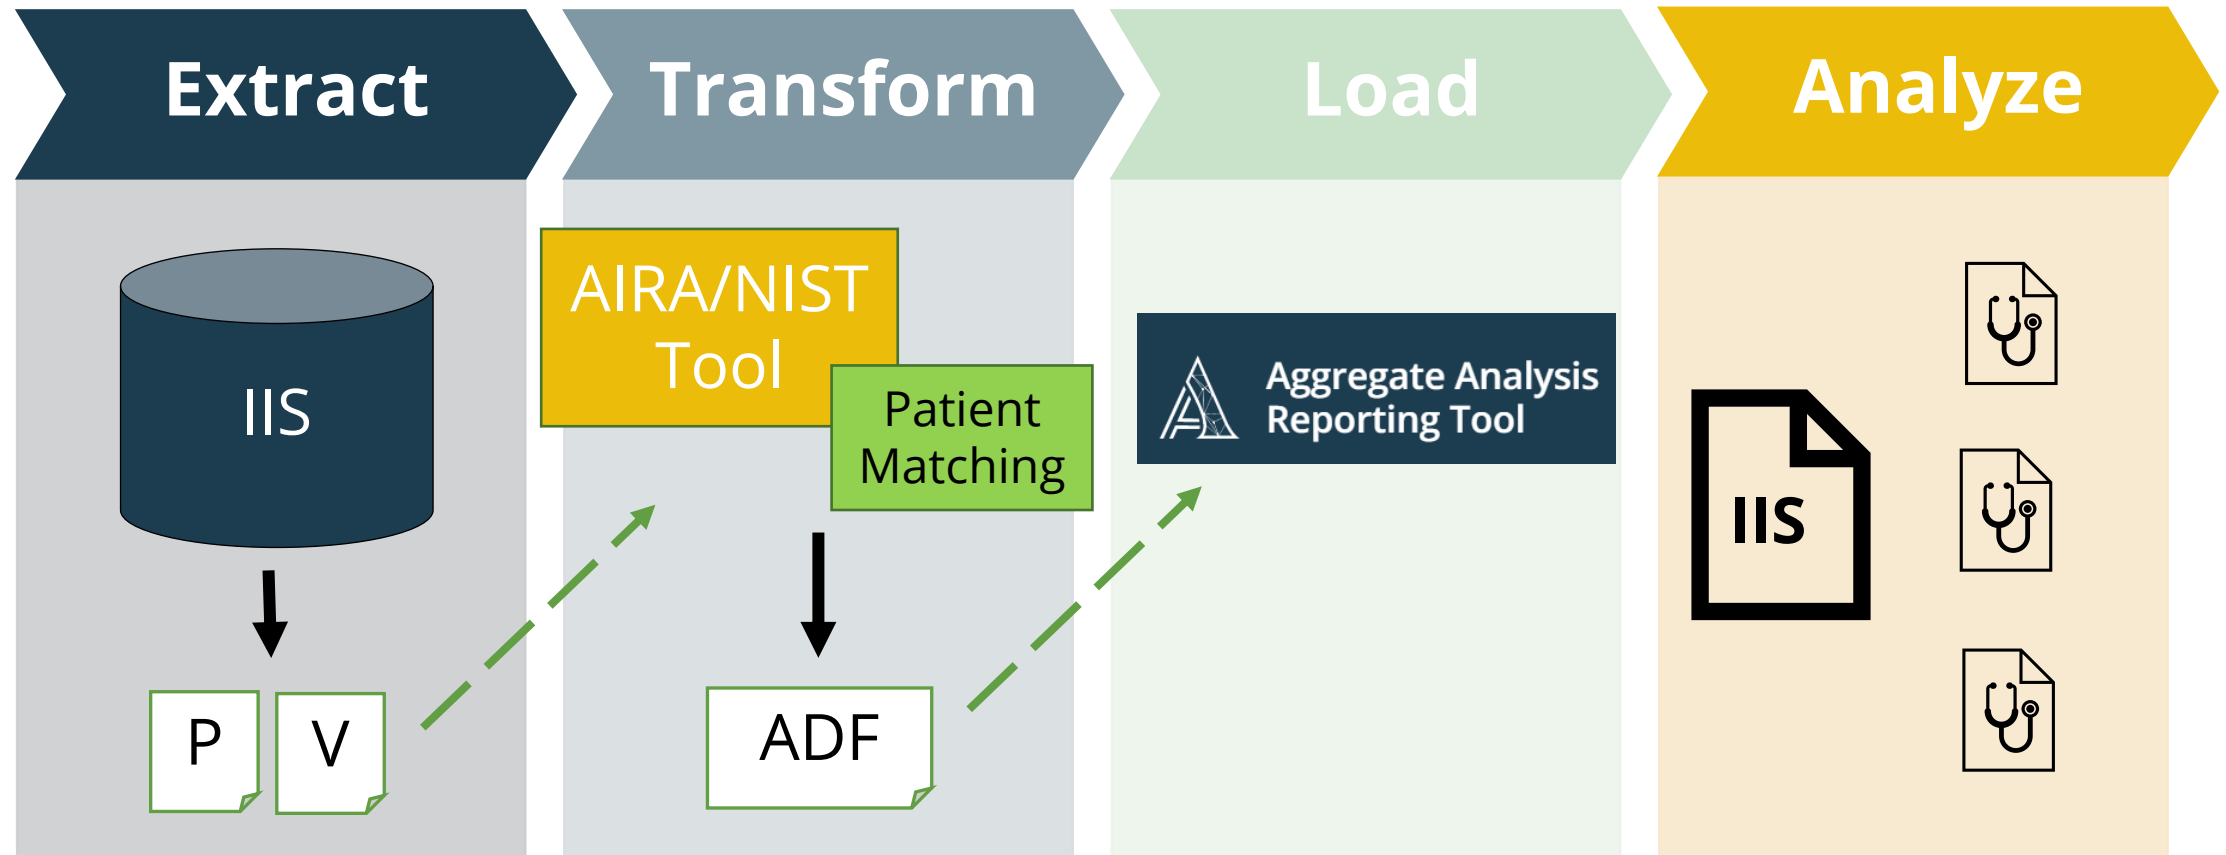 Extract
Transform
Load
Analyze
IIS
P
V
AIRA/NIST
Tool
Patient
Matching
ADF
Aggregate Analysis
Reporting Tool
IIS